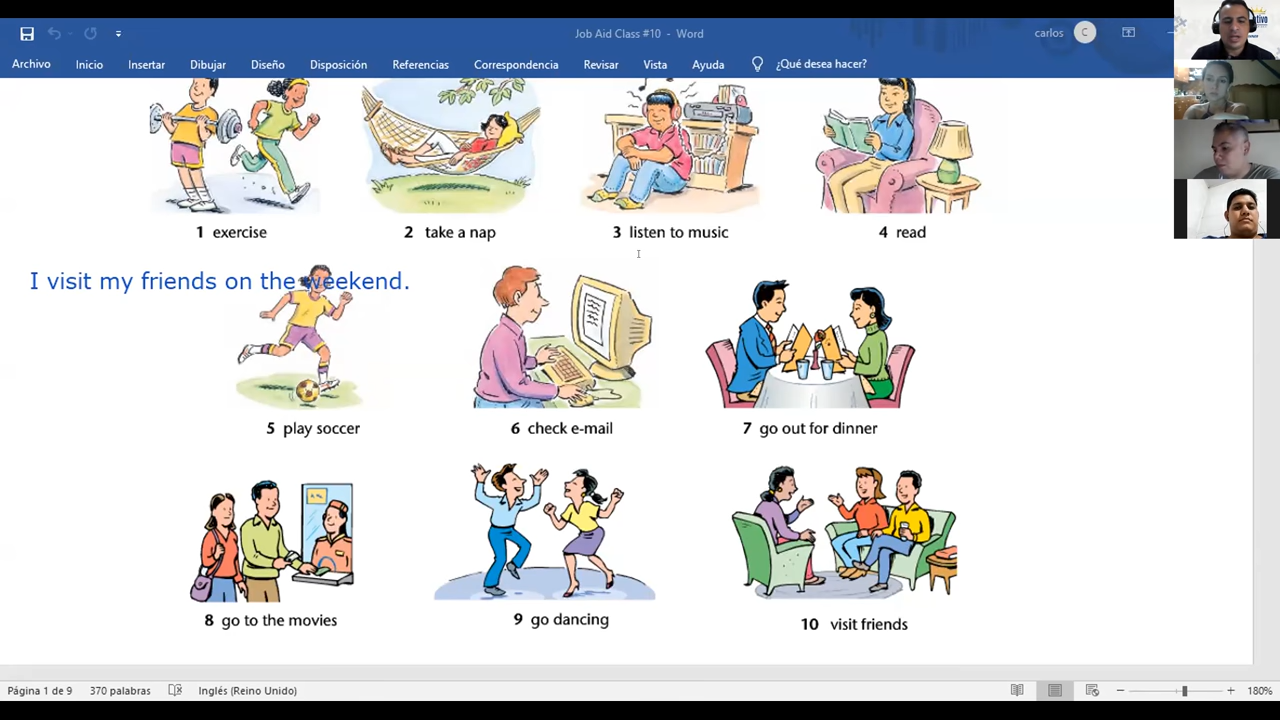 Job Aid Class #10 - Word
carlos
C
Archivo
Inicio
Insertar
Dibujar
Diseño
Disposición
Referencias
Correspondencia
Revisar
Vista
Ayuda
¿Qué desea hacer?
1 exercise
2 take a nap
3 listen to music
4 read
I visit my friends on the weekend.
5 play soccer
6 check e-mail
7 go out for dinner
8 go to the movies
9 go dancing
10 visit friends
Página 1 de 9
370 palabras
Inglés (Reino Unido)
180%